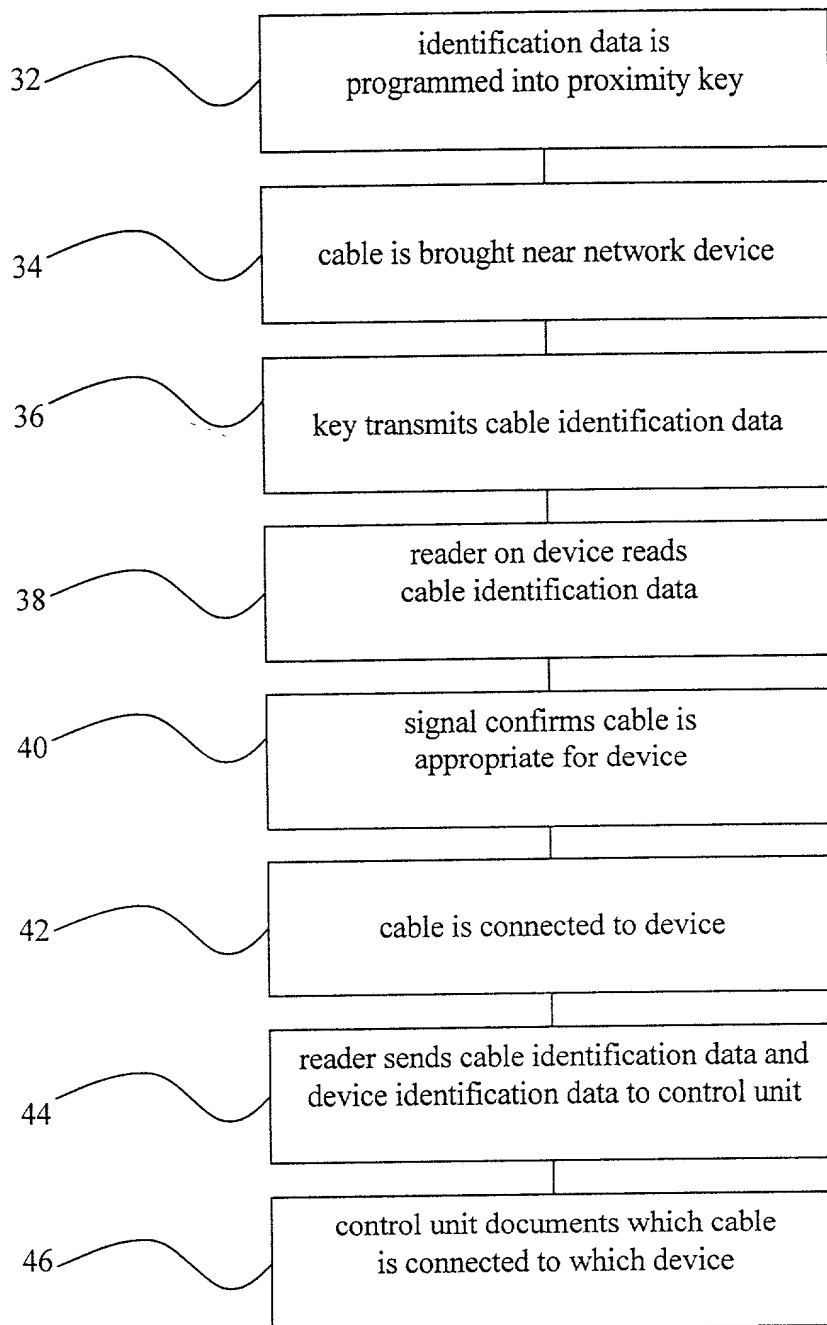 32
identification data is
programmed into proximity key
34
cable is brought near network device
36
key transmits cable identification data
38
reader on device reads
cable identification data
40
signal confirms cable is
appropriate for device
42
cable is connected to device
44
reader sends cable identification data and
device identification data to control unit
46
control unit documents which cable
is connected to which device